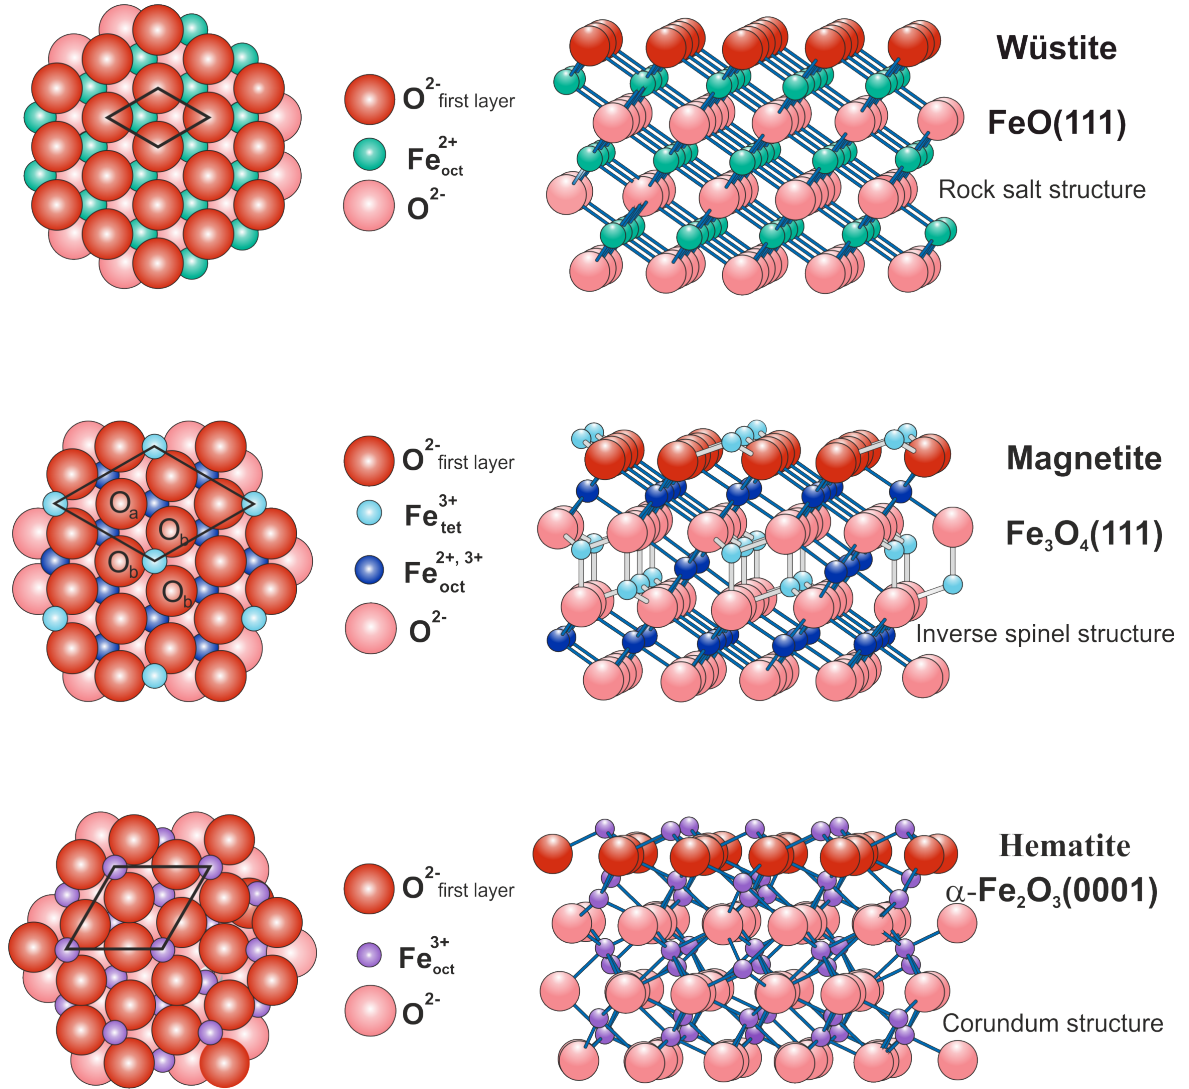 O²⁻ first layer
Fe²⁺oct
O²⁻
Wüstite
FeO(111)
Rock salt structure
Oa
Ob
Ob
Ob
O²⁻ first layer
Fe³⁺tet
Fe²⁺,³⁺oct
O²⁻
Magnetite
Fe₃O₄(111)
Inverse spinel structure
O²⁻ first layer
Fe³⁺oct
O²⁻
Hematite
α-Fe₂O₃(0001)
Corundum structure